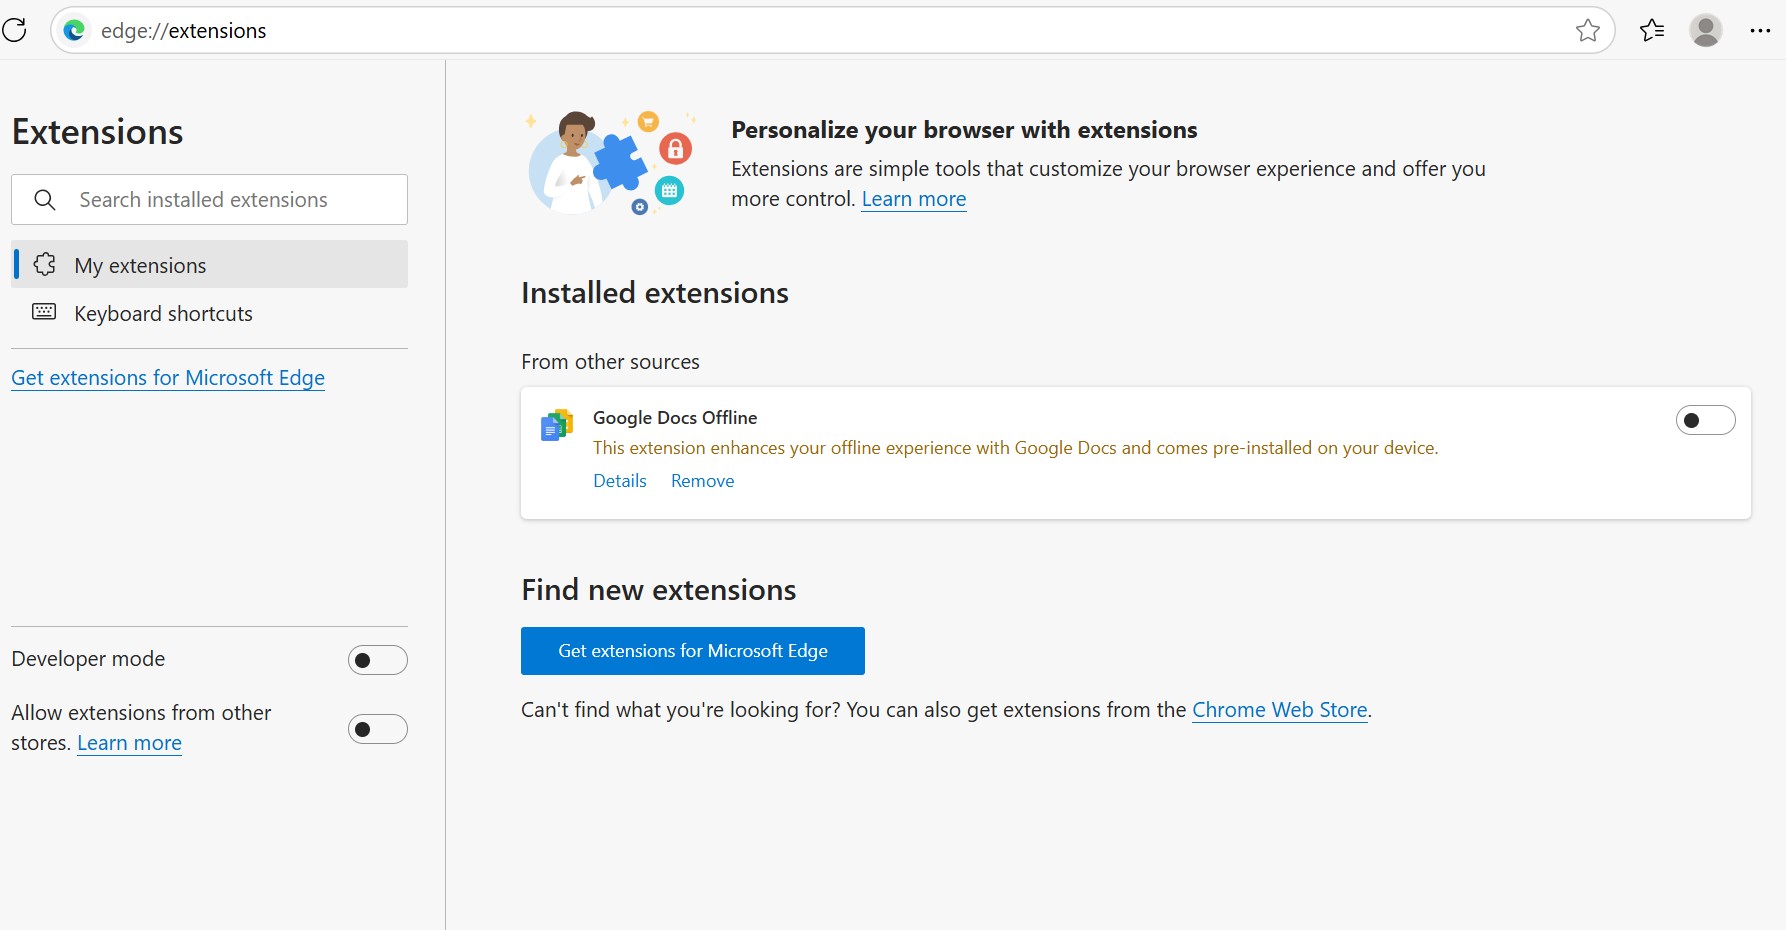 edge://extensions
Extensions
Search installed extensions
My extensions
Keyboard shortcuts
Get extensions for Microsoft Edge
Developer mode
Allow extensions from other
stores. Learn more
Personalize your browser with extensions
Extensions are simple tools that customize your browser experience and offer you
more control. Learn more
Installed extensions
From other sources
Google Docs Offline
This extension enhances your offline experience with Google Docs and comes pre-installed on your device.
Details Remove
Find new extensions
Get extensions for Microsoft Edge
Can't find what you're looking for? You can also get extensions from the Chrome Web Store.